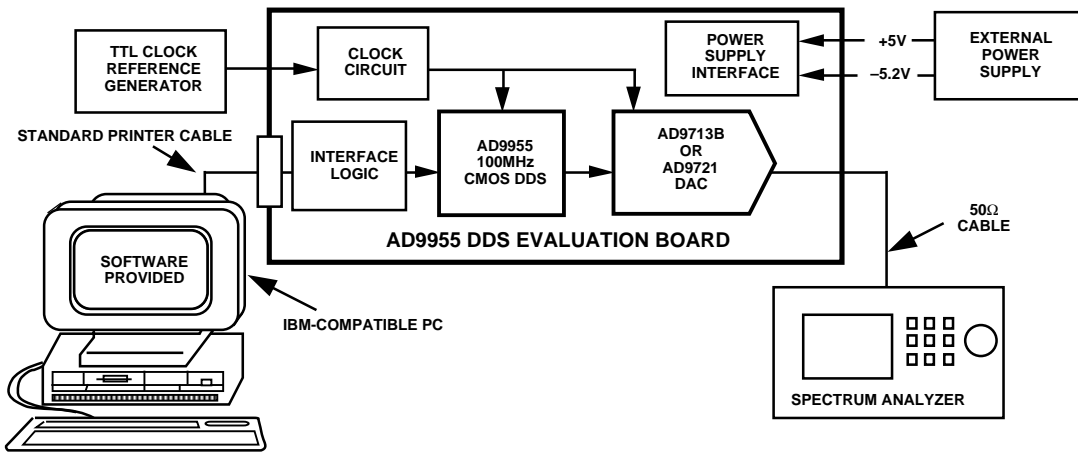 TTL CLOCK
REFERENCE
GENERATOR
CLOCK
CIRCUIT
POWER
SUPPLY
INTERFACE
+5V
–5.2V
EXTERNAL
POWER
SUPPLY
STANDARD PRINTER CABLE
INTERFACE
LOGIC
AD9955
100MHz
CMOS DDS
AD9713B
OR
AD9721
DAC
AD9955 DDS EVALUATION BOARD
50Ω
CABLE
SOFTWARE
PROVIDED
IBM-COMPATIBLE PC
SPECTRUM ANALYZER